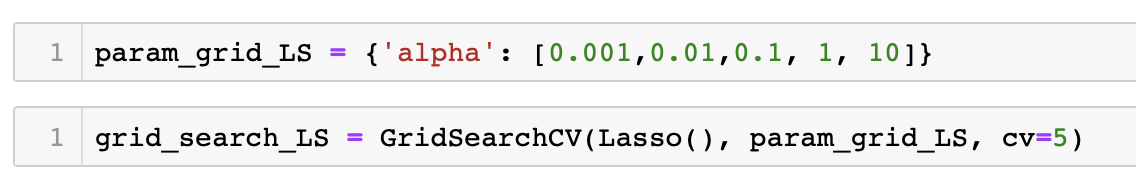 1 param_grid_LS = {'alpha': [0.001,0.01,0.1, 1, 10]}
1 grid_search_LS = GridSearchCV(Lasso(), param_grid_LS, cv=5)